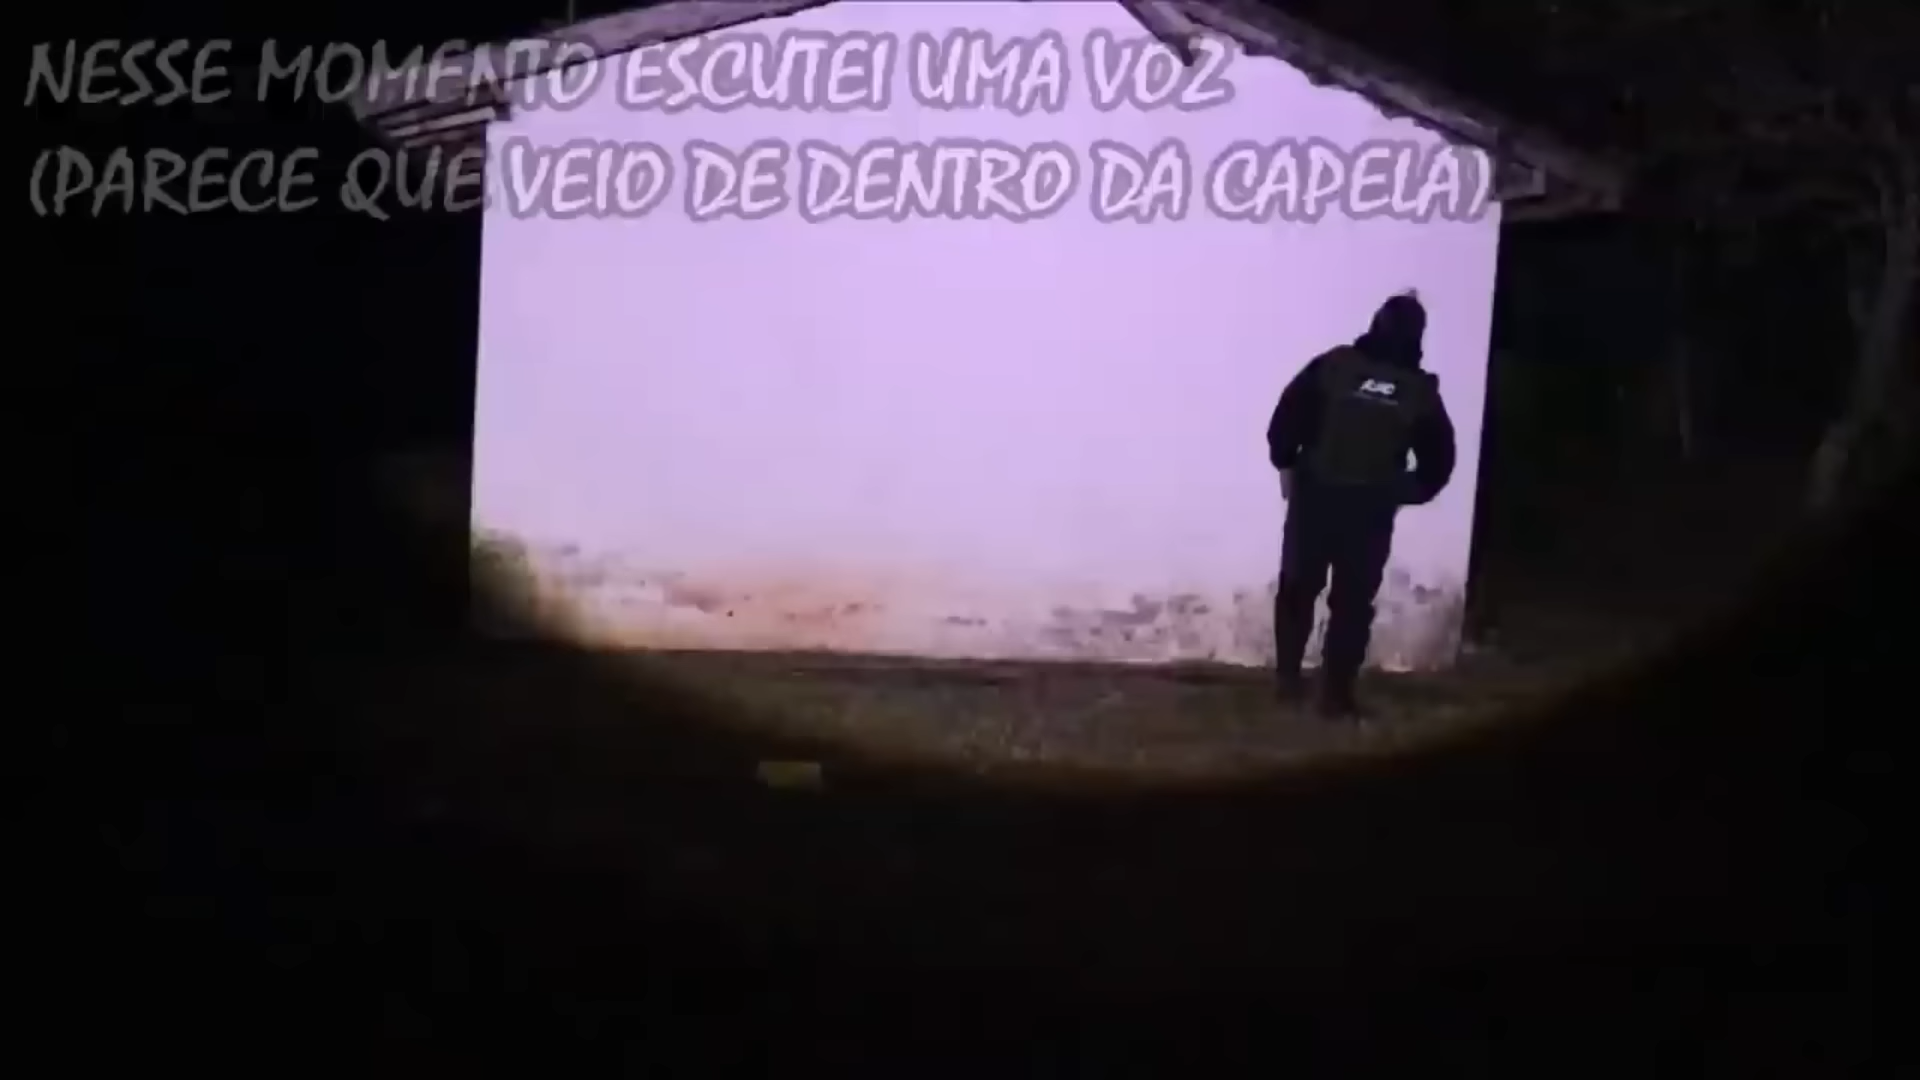 NESSE MOMENTO ESCUTEI UMA VOZ
(PARECE QUE VEIO DE DENTRO DA CAPELA)